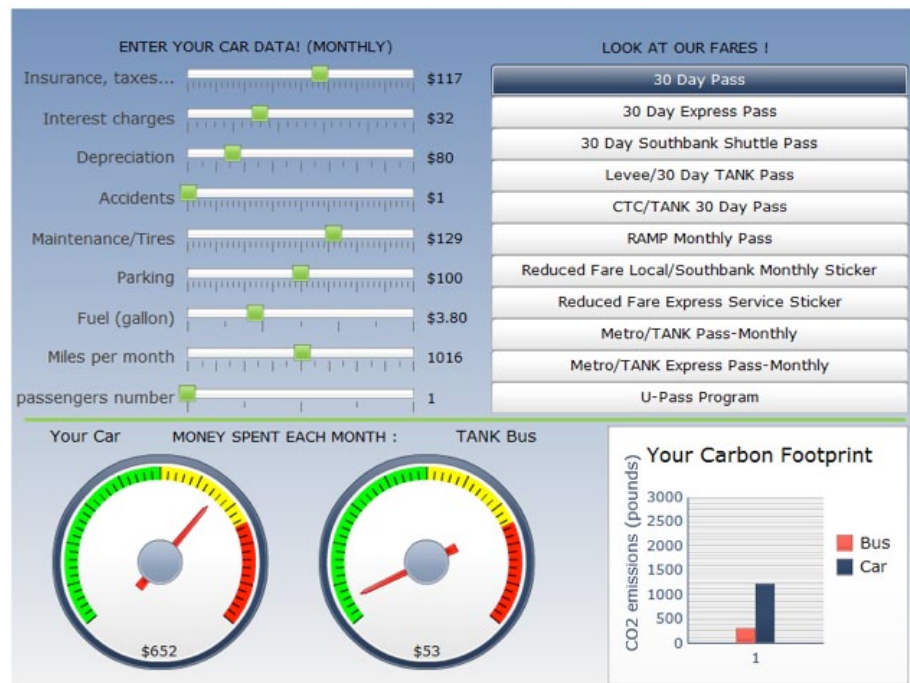 ENTER YOUR CAR DATA! (MONTHLY)
Insurance, taxes... $117
Interest charges $32
Depreciation $80
Accidents $1
Maintenance/Tires $129
Parking $100
Fuel (gallon) $3.80
Miles per month 1016
passengers number 1
LOOK AT OUR FARES !
30 Day Pass
30 Day Express Pass
30 Day Southbank Shuttle Pass
Levee/30 Day TANK Pass
CTC/TANK 30 Day Pass
RAMP Monthly Pass
Reduced Fare Local/Southbank Monthly Sticker
Reduced Fare Express Service Sticker
Metro/TANK Pass-Monthly
Metro/TANK Express Pass-Monthly
U-Pass Program
Your Car MONEY SPENT EACH MONTH : TANK Bus
$652
$53
Your Carbon Footprint
CO2 emissions (pounds)
3000
2500
2000
1500
1000
500
0
1
Bus
Car